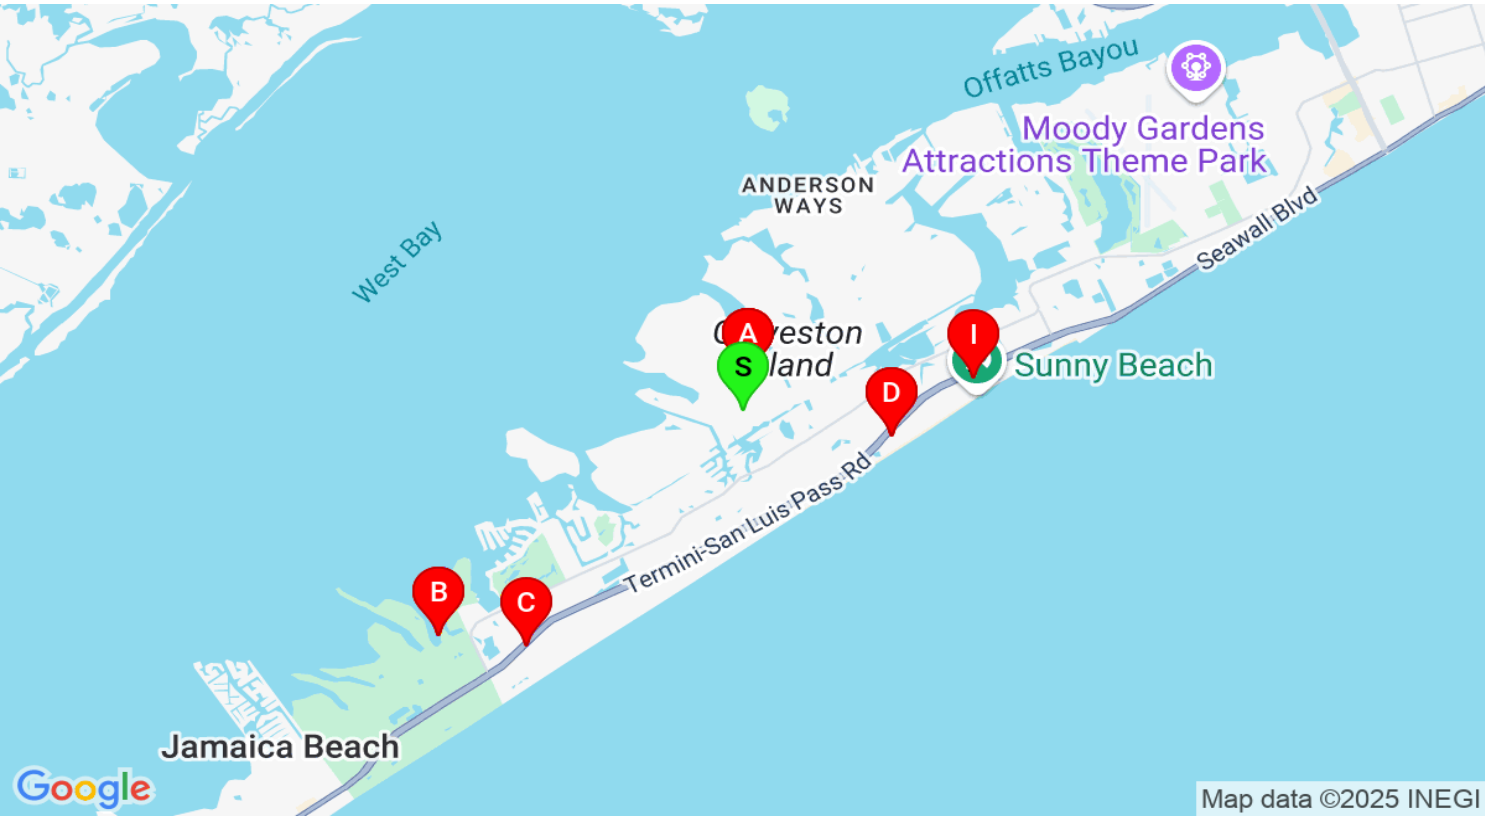 Offatts Bayou
Moody Gardens
Attractions Theme Park
ANDERSON
WAYS
Seawall Blvd
West Bay
A
I
S
Sunny Beach
D
Termini-San Luis Pass Rd
B
C
Jamaica Beach
Google
Map data ©2025 INEGI